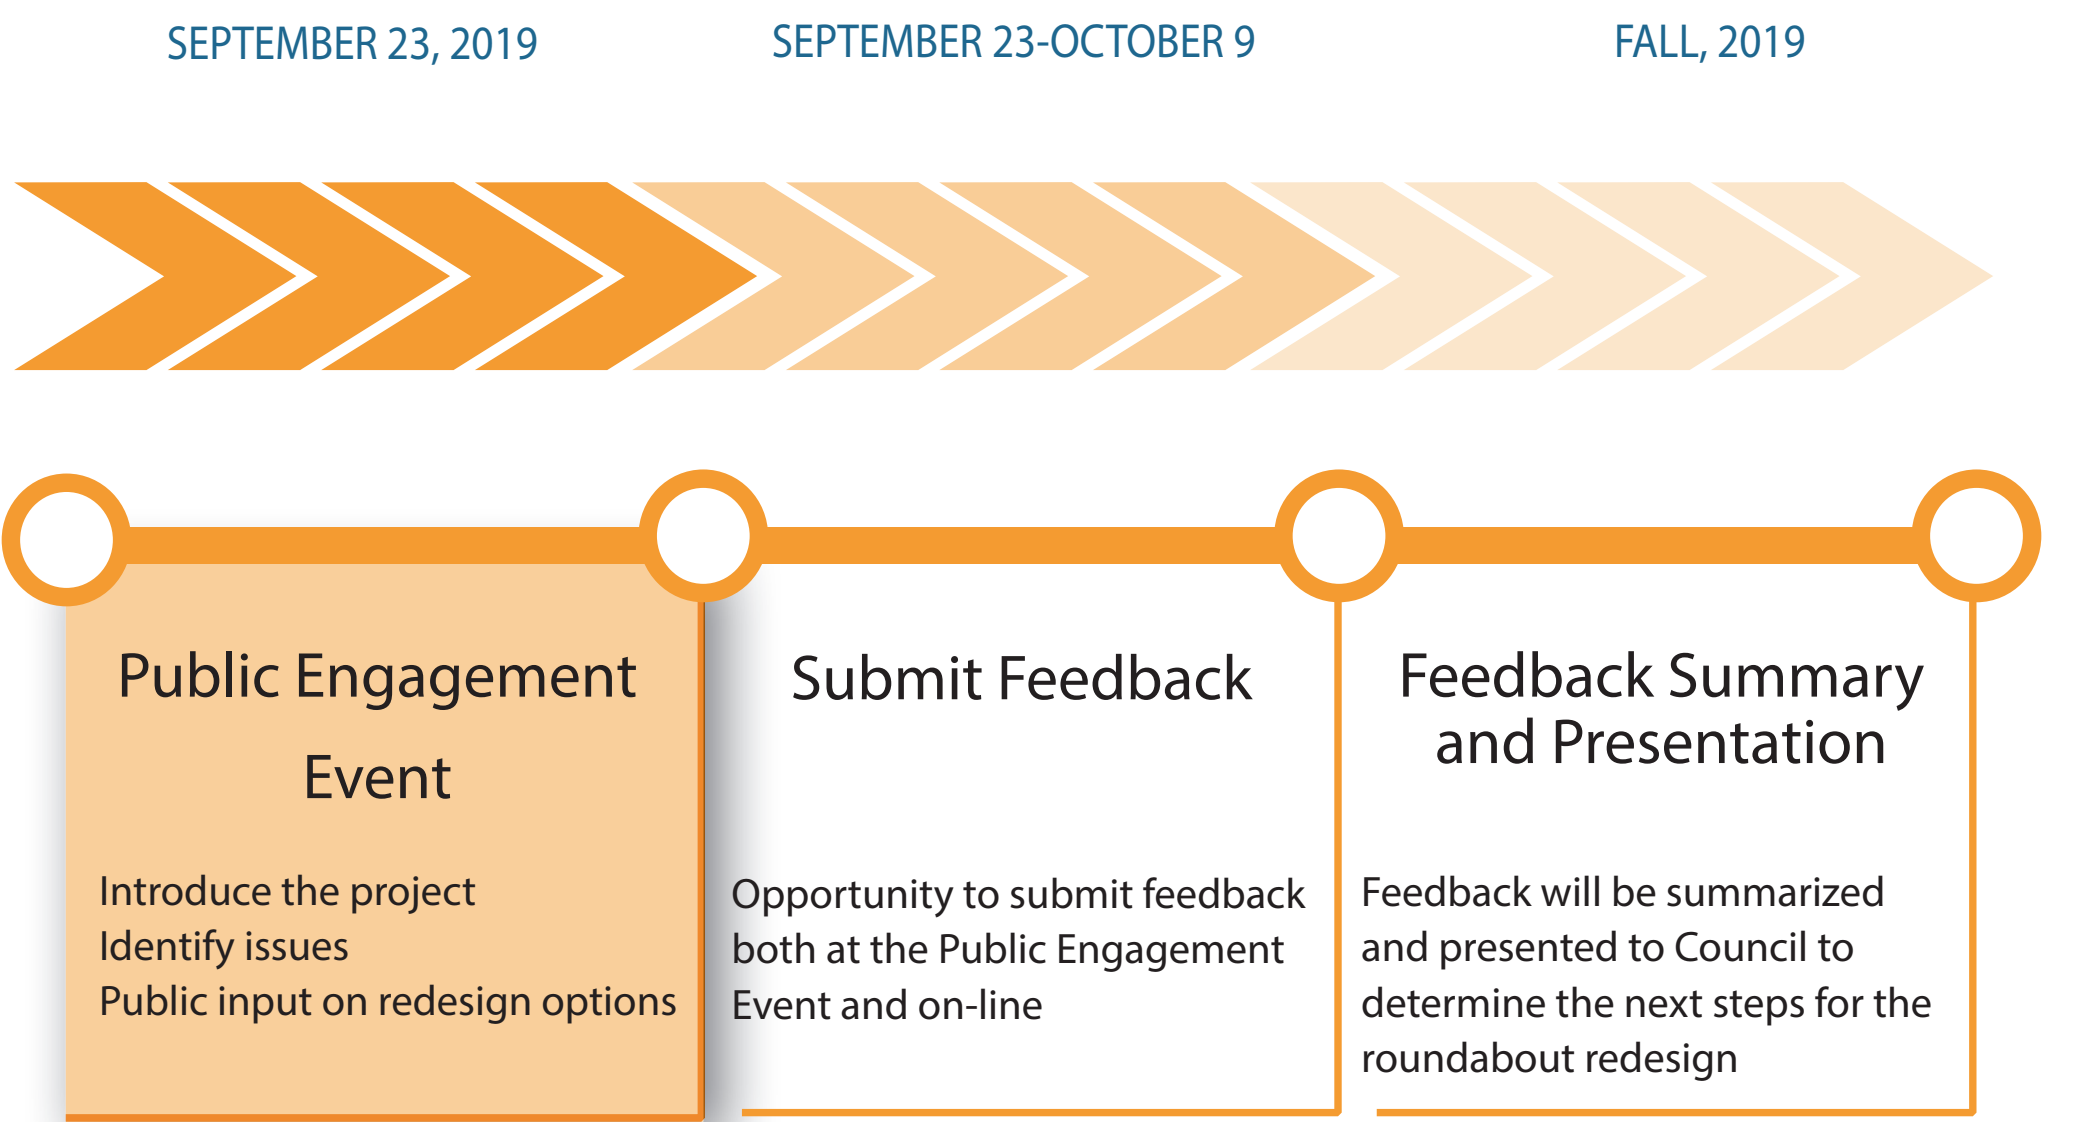 SEPTEMBER 23, 2019
SEPTEMBER 23-OCTOBER 9
FALL, 2019
Public Engagement
Event
Introduce the project
Identify issues
Public input on redesign options
Submit Feedback
Opportunity to submit feedback
both at the Public Engagement
Event and on-line
Feedback Summary
and Presentation
Feedback will be summarized
and presented to Council to
determine the next steps for the
roundabout redesign